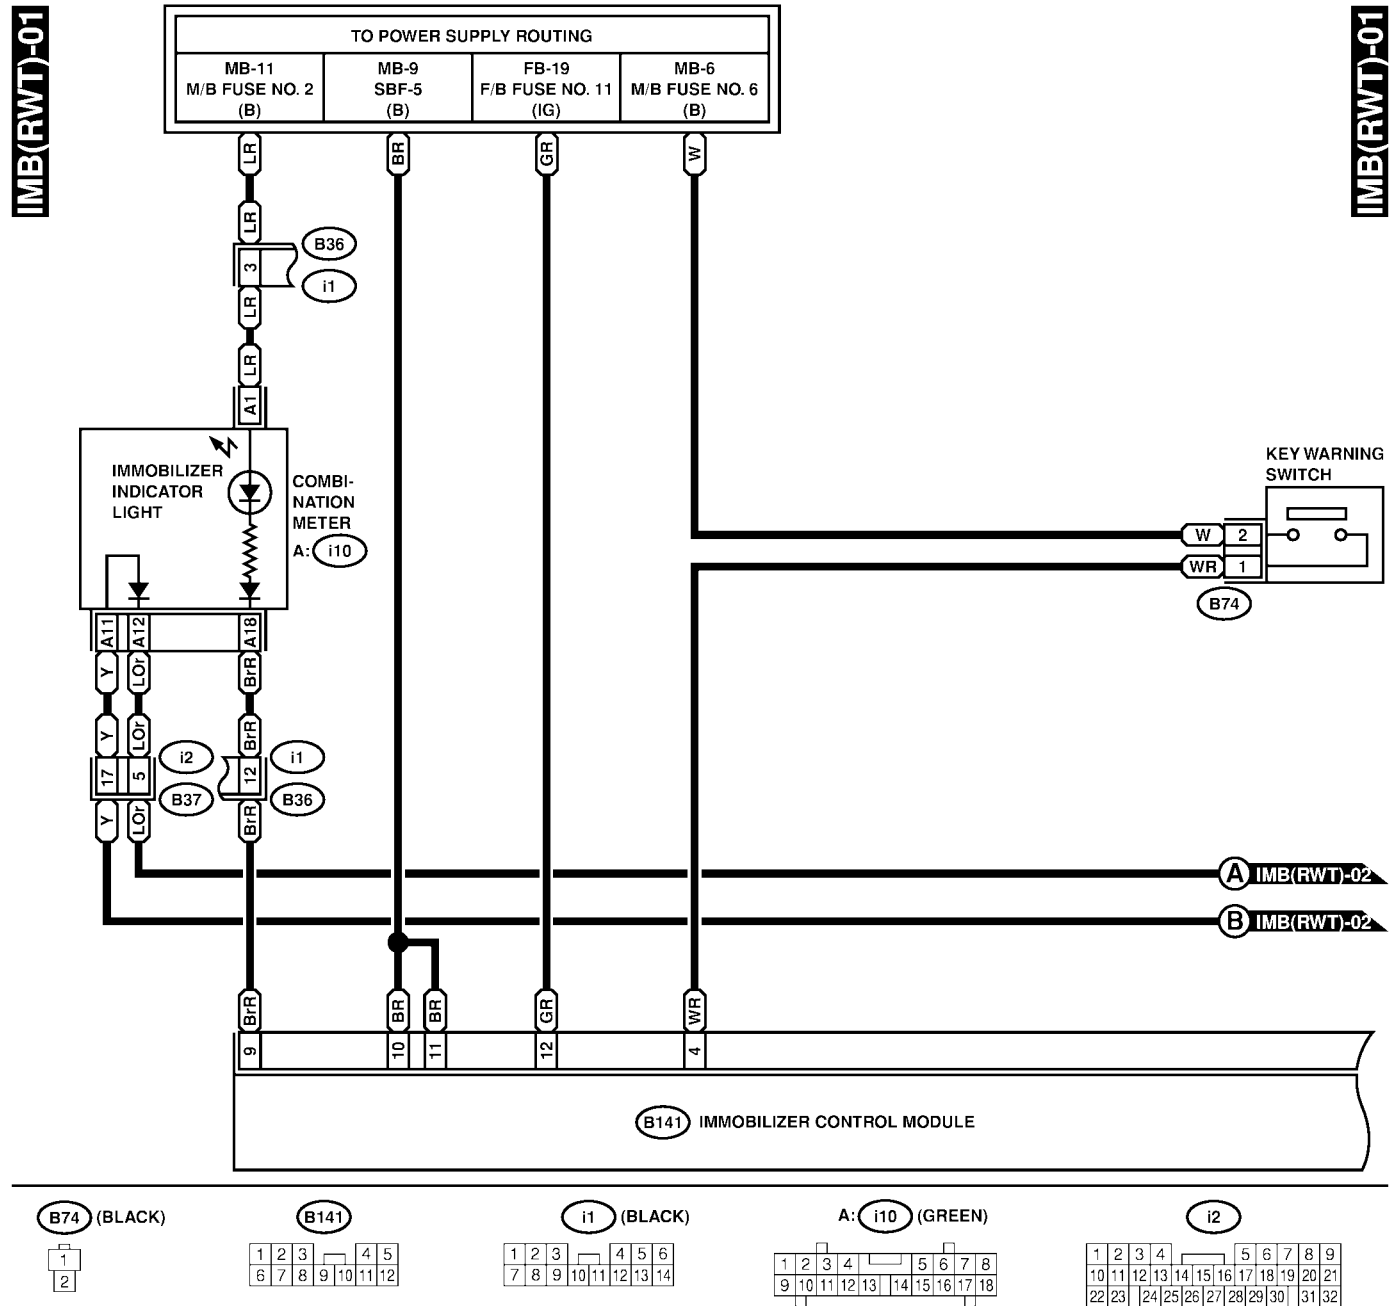 IMB(RWT)-01
IMB(RWT)-01
TO POWER SUPPLY ROUTING
MB-11
M/B FUSE NO. 2
(B)
MB-9
SBF-5
(B)
FB-19
F/B FUSE NO. 11
(IG)
MB-6
M/B FUSE NO. 6
(B)
LR
BR
GR
W
LR
B36
3
i1
LR
LR
A1
IMMOBILIZER
INDICATOR
LIGHT
COMBI-
NATION
METER
A: i10
KEY WARNING
SWITCH
W 2
WR 1
B74
A11 A12 A18
Y LOr BrR
Y LOr BrR
i2 i1
17 5 12
B37 B36
Y LOr BrR
A IMB(RWT)-02
B IMB(RWT)-02
BrR BR BR GR WR
9 10 11 12 4
B141 IMMOBILIZER CONTROL MODULE
B74 (BLACK)
1
2
B141
1 2 3 4 5
6 7 8 9 10 11 12
i1 (BLACK)
1 2 3 4 5 6
7 8 9 10 11 12 13 14
A: i10 (GREEN)
1 2 3 4 5 6 7 8
9 10 11 12 13 14 15 16 17 18
i2
1 2 3 4 5 6 7 8 9
10 11 12 13 14 15 16 17 18 19 20 21
22 23 24 25 26 27 28 29 30 31 32